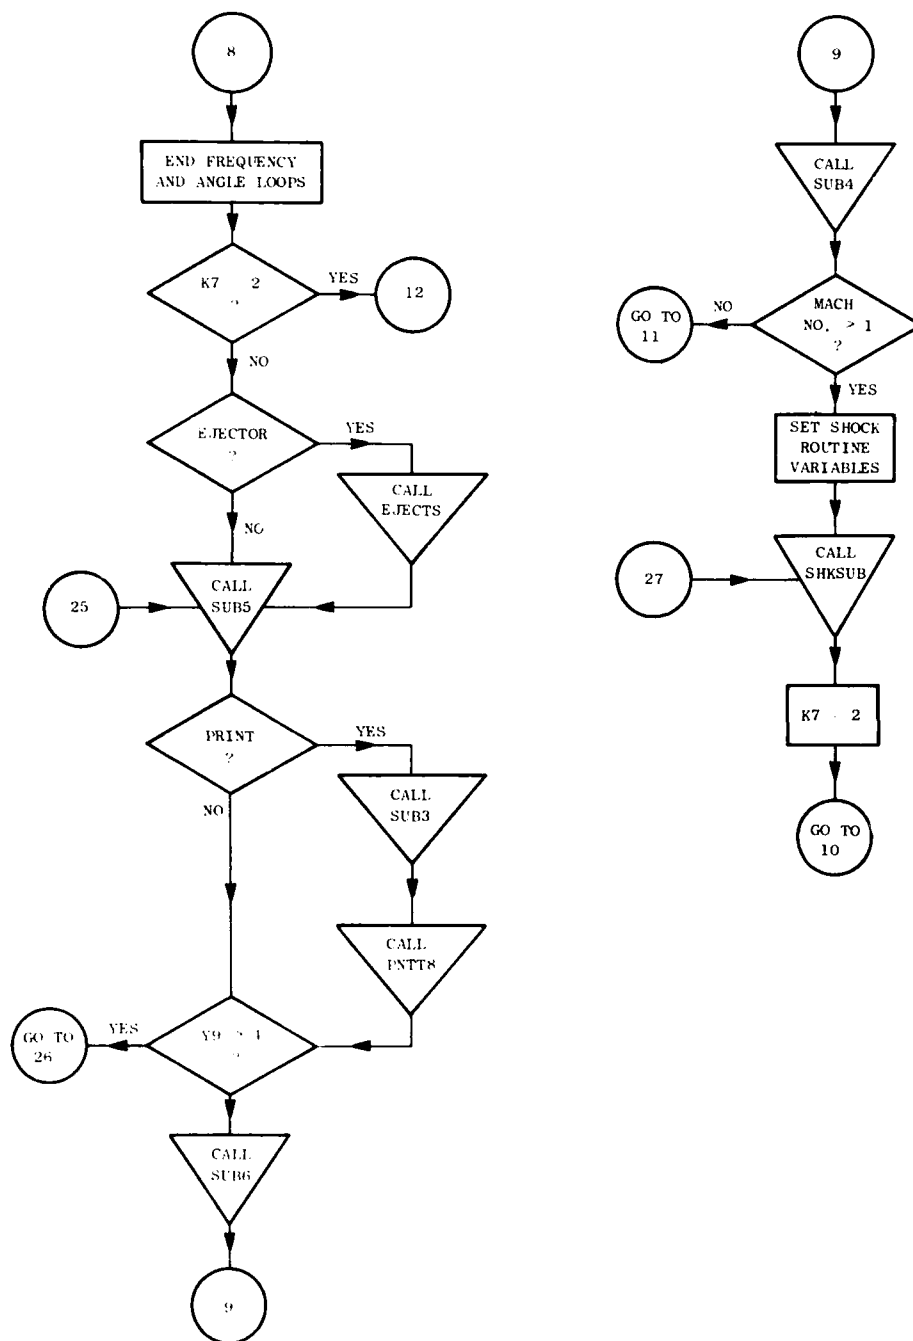 8
END FREQUENCY
AND ANGLE LOOPS
K7 2
?
YES
12
NO
EJECTOR
?
YES
CALL
EJECTS
NO
CALL
SUB5
25
PRINT
?
YES
CALL
SUB3
NO
CALL
PNTT8
Y9
YES
GO TO
26
CALL
SUB6
9
9
CALL
SUB4
MACH
NO. > 1
?
NO
GO TO
11
YES
SET SHOCK
ROUTINE
VARIABLES
CALL
SHKSUB
27
K7 2
GO TO
10